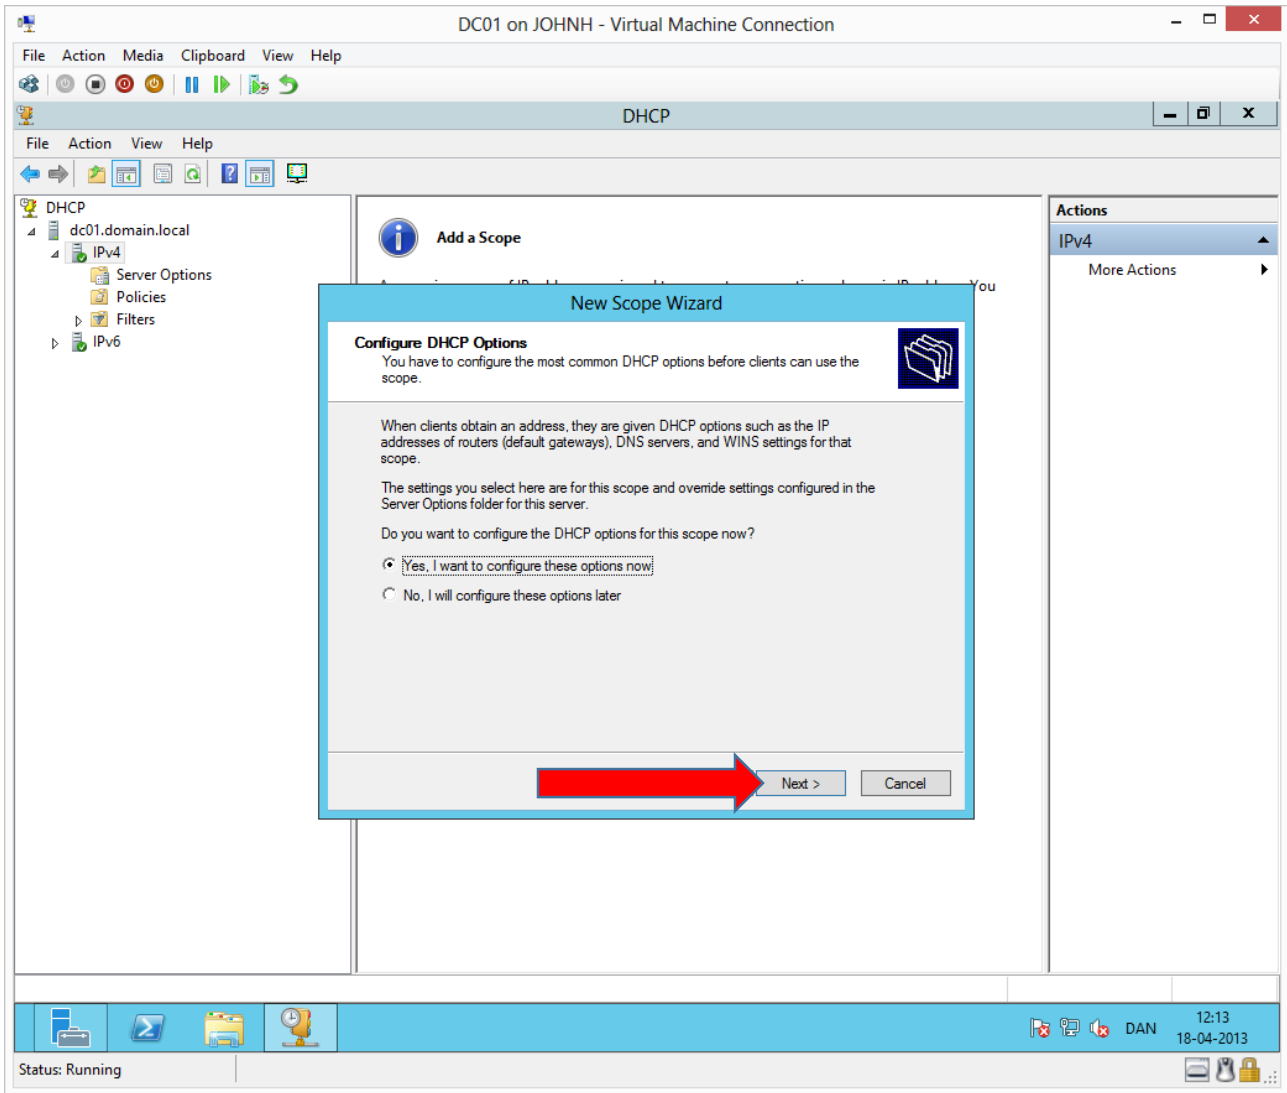 DC01 on JOHNH - Virtual Machine Connection
File Action Media Clipboard View Help
DHCP
File Action View Help
DHCP
dc01.domain.local
IPv4
Server Options
Policies
Filters
IPv6
Add a Scope
You
Actions
IPv4
More Actions
New Scope Wizard
Configure DHCP Options
You have to configure the most common DHCP options before clients can use the
scope.
When clients obtain an address, they are given DHCP options such as the IP
addresses of routers (default gateways), DNS servers, and WINS settings for that
scope.
The settings you select here are for this scope and override settings configured in the
Server Options folder for this server.
Do you want to configure the DHCP options for this scope now?
Yes, I want to configure these options now
No, I will configure these options later
Next >
Cancel
DAN
12:13
18-04-2013
Status: Running